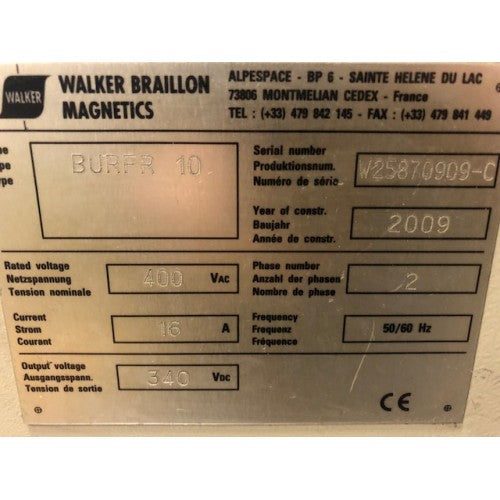 WALKER
WALKER BRAILLON
MAGNETICS
ALPESPACE - BP 6 - SAINTE HELENE DU LAC
73806 MONTMELIAN CEDEX - France
TEL : (+33) 479 842 145 - FAX : (+33) 479 841 449
BURFR 10
Serial number
Produktionsnum.
Numéro de série
W25870909-C
Year of constr.
Baujahr
Année de constr.
2009
Rated voltage
Netzspannung
Tension nominale
400 VAC
Phase number
Anzahl der phasen
Nombre de phase
2
Current
Strom
Courant
16 A
Frequency
Frequenz
Fréquence
50/60 Hz
Output voltage
Ausgangsspann.
Tension de sortie
340 VDC
CE